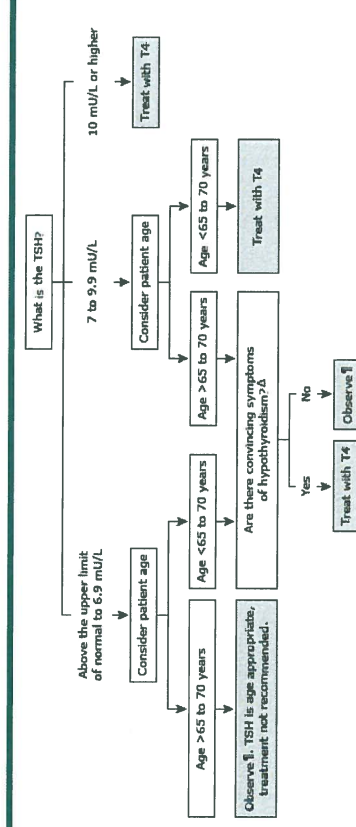 What is the TSH?
Above the upper limit
of normal to 6.9 mU/L
7 to 9.9 mU/L
10 mU/L or higher
Consider patient age
Consider patient age
Treat with T4
Age >65 to 70 years
Age <65 to 70 years
Age >65 to 70 years
Age <65 to 70 years
Observe¶. TSH is age appropriate,
treatment not recommended.
Are there convincing symptoms
of hypothyroidism?Δ
Treat with T4
Yes
No
Treat with T4
Observe¶